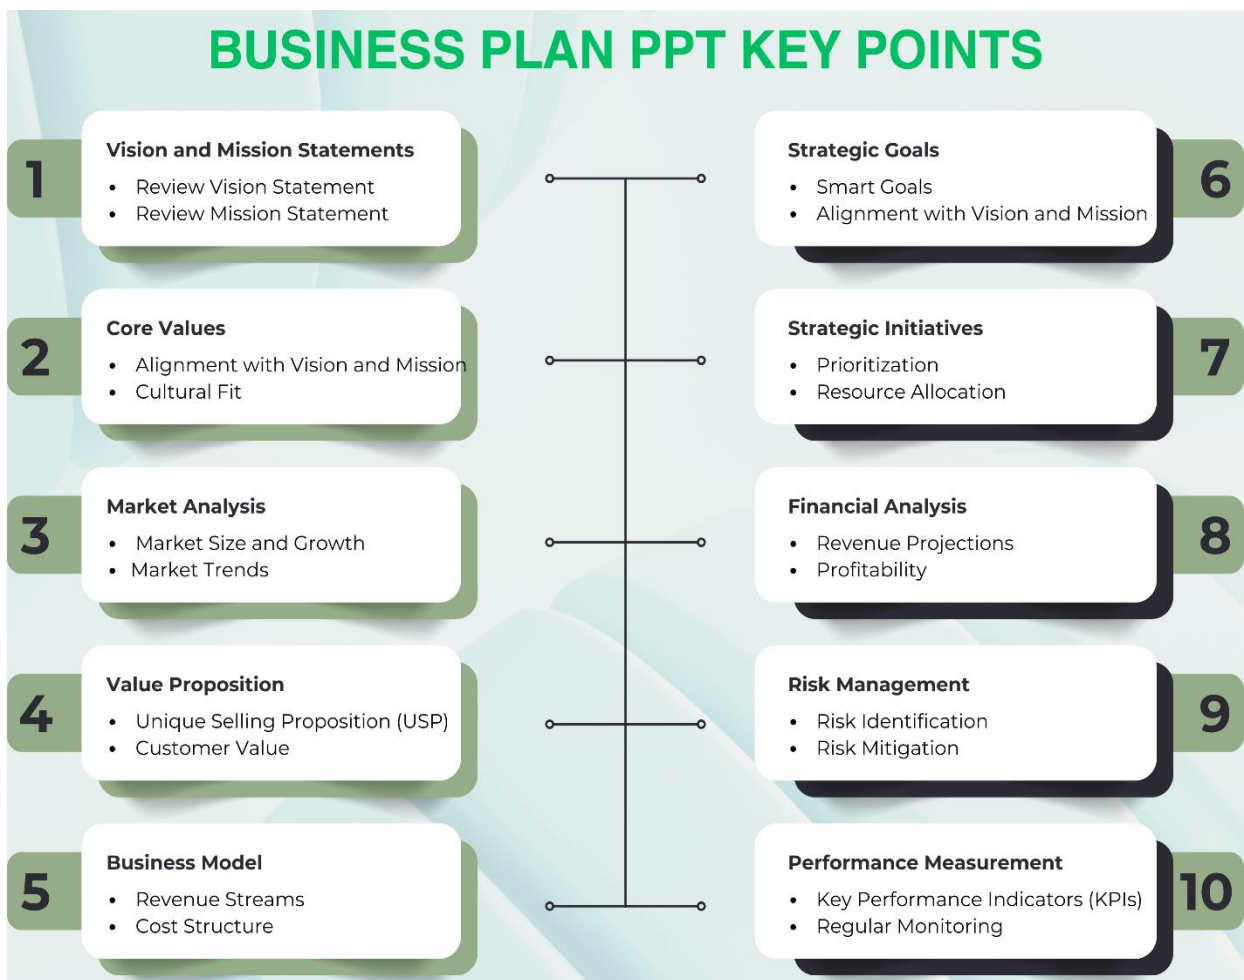 BUSINESS PLAN PPT KEY POINTS
1
Vision and Mission Statements
• Review Vision Statement
• Review Mission Statement
2
Core Values
• Alignment with Vision and Mission
• Cultural Fit
3
Market Analysis
• Market Size and Growth
• Market Trends
4
Value Proposition
• Unique Selling Proposition (USP)
• Customer Value
5
Business Model
• Revenue Streams
• Cost Structure
6
Strategic Goals
• Smart Goals
• Alignment with Vision and Mission
7
Strategic Initiatives
• Prioritization
• Resource Allocation
8
Financial Analysis
• Revenue Projections
• Profitability
9
Risk Management
• Risk Identification
• Risk Mitigation
10
Performance Measurement
• Key Performance Indicators (KPIs)
• Regular Monitoring